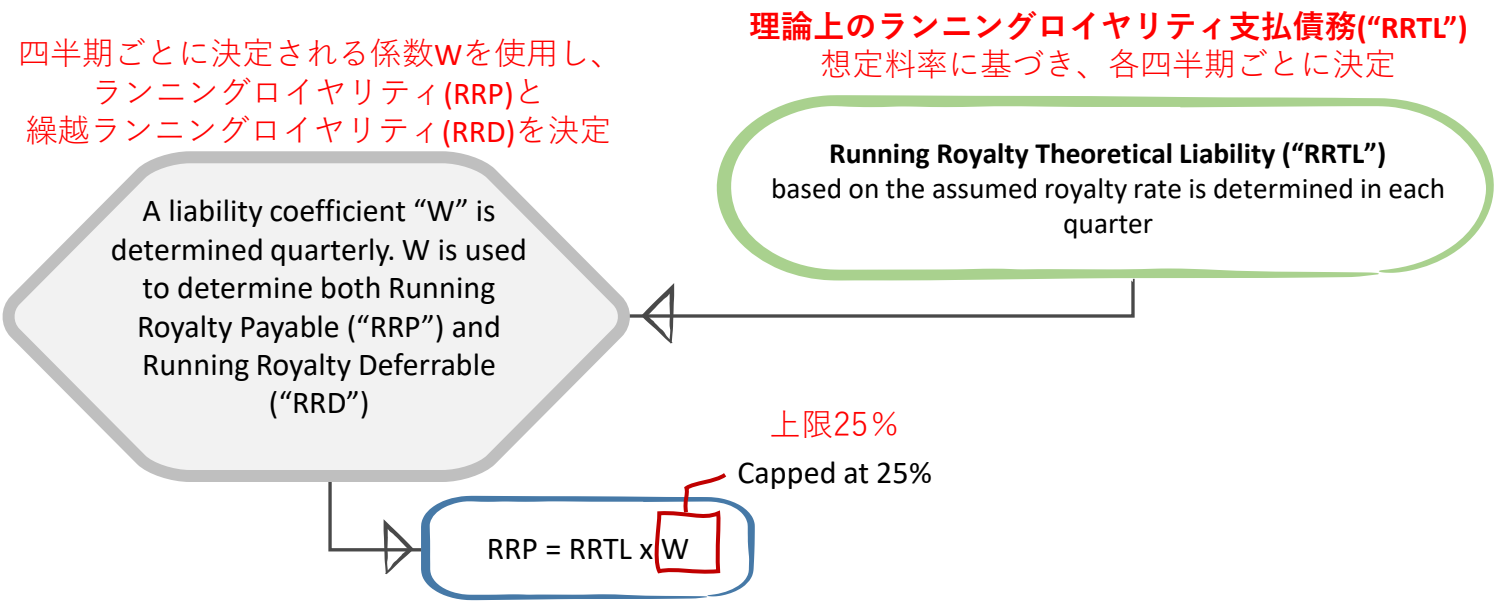 四半期ごとに決定される係数Wを使用し、
ランニングロイヤリティ(RRP)と
繰越ランニングロイヤリティ(RRD)を決定
A liability coefficient “W” is
determined quarterly. W is used
to determine both Running
Royalty Payable (“RRP”) and
Running Royalty Deferrable
(“RRD”)
理論上のランニングロイヤリティ支払債務(“RRTL”)
想定料率に基づき、各四半期ごとに決定
Running Royalty Theoretical Liability (“RRTL”)
based on the assumed royalty rate is determined in each
quarter
上限25％
Capped at 25%
RRP = RRTL x W